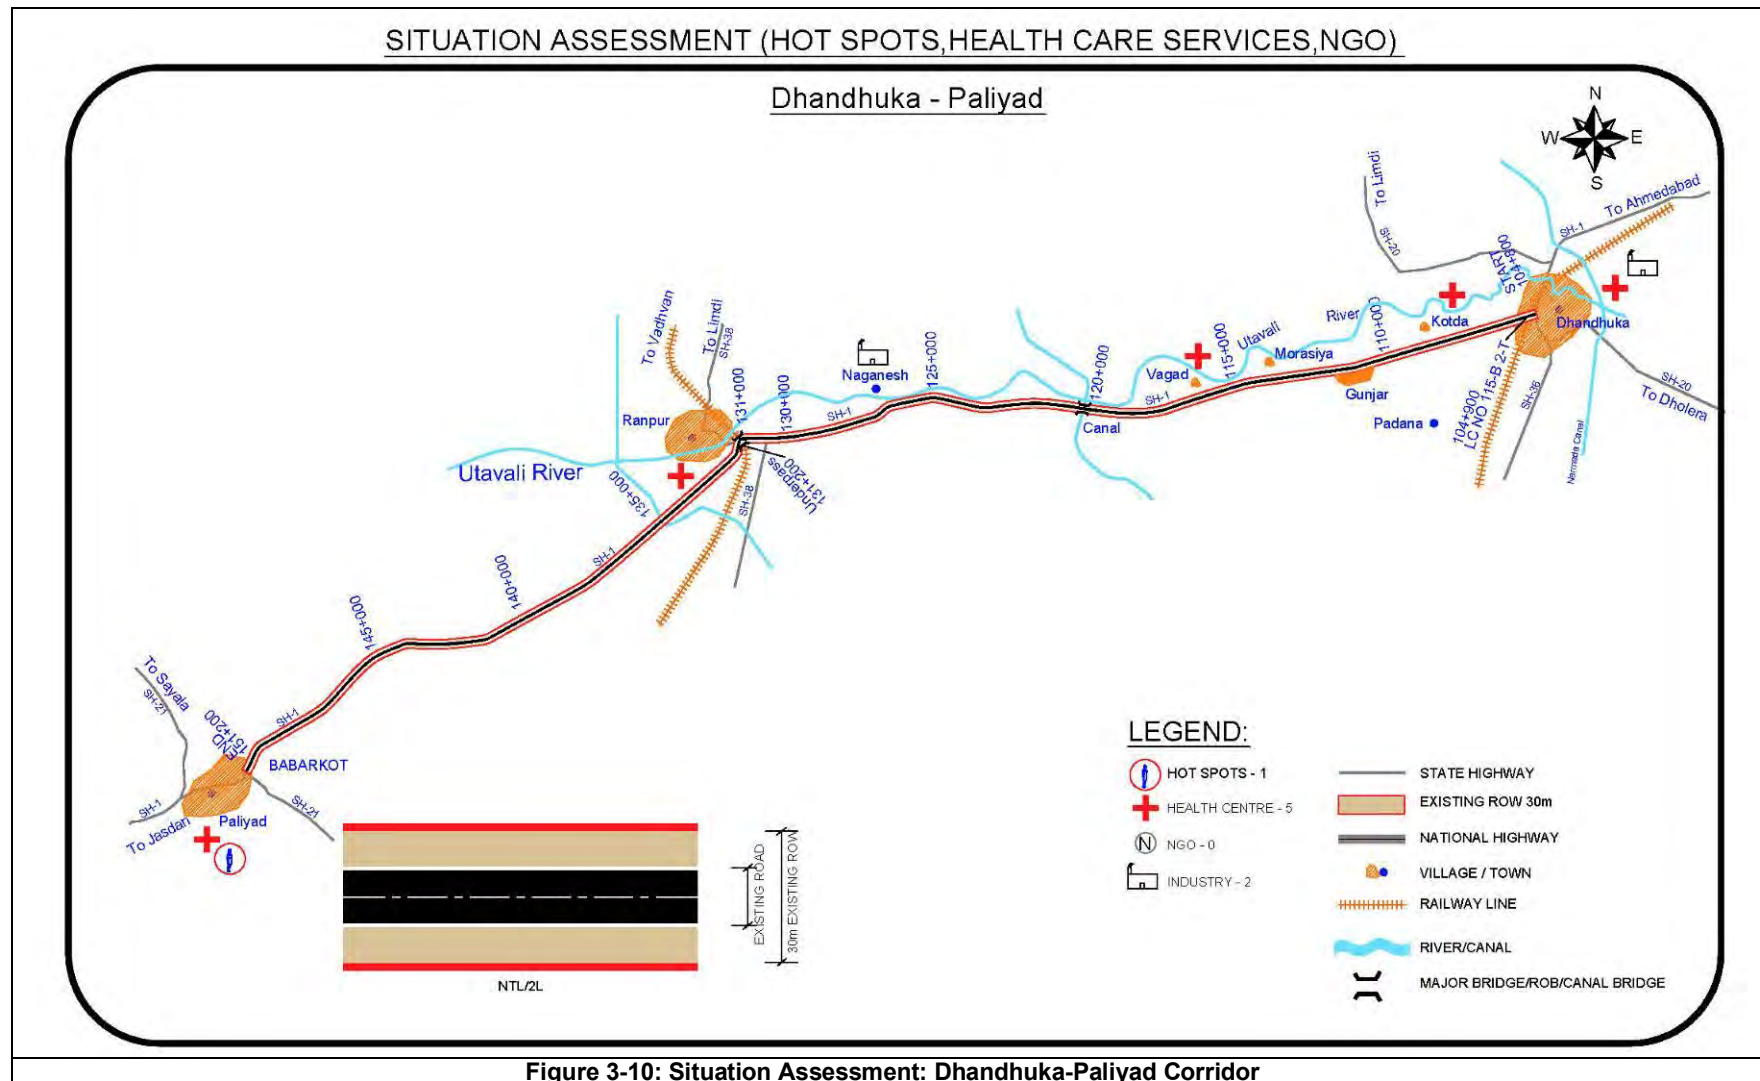 SITUATION ASSESSMENT (HOT SPOTS,HEALTH CARE SERVICES,NGO)
Dhandhuka - Paliyad
N
W
E
S
To Limdi
SH-20
To Ahmedabad
SH-1
START
104+800
Dhandhuka
SH-20
To Dholera
Narmada Canal
SH-36
104+900
LC NO 115-B 2-T
Kotda
110+000
River
Utavali
Morasiya
Gunjar
Padana
115+000
Vagad
SH-1
120+000
Canal
125+000
Naganesh
SH-1
130+000
131+000
To Limdi
SH-38
To Vadhvan
Ranpur
Underpass
131+200
SH-38
Utavali River
135+000
SH-1
140+000
145+000
To Sayala
SH-21
END
151+200
SH-1
BABARKOT
SH-21
SH-1
To Jasdan
Paliyad
EXISTING ROAD
30m EXISTING ROW
NTL/2L
LEGEND:
HOT SPOTS - 1
HEALTH CENTRE - 5
N NGO - 0
INDUSTRY - 2
STATE HIGHWAY
EXISTING ROW 30m
NATIONAL HIGHWAY
VILLAGE / TOWN
RAILWAY LINE
RIVER/CANAL
MAJOR BRIDGE/ROB/CANAL BRIDGE
Figure 3-10: Situation Assessment: Dhandhuka-Paliyad Corridor